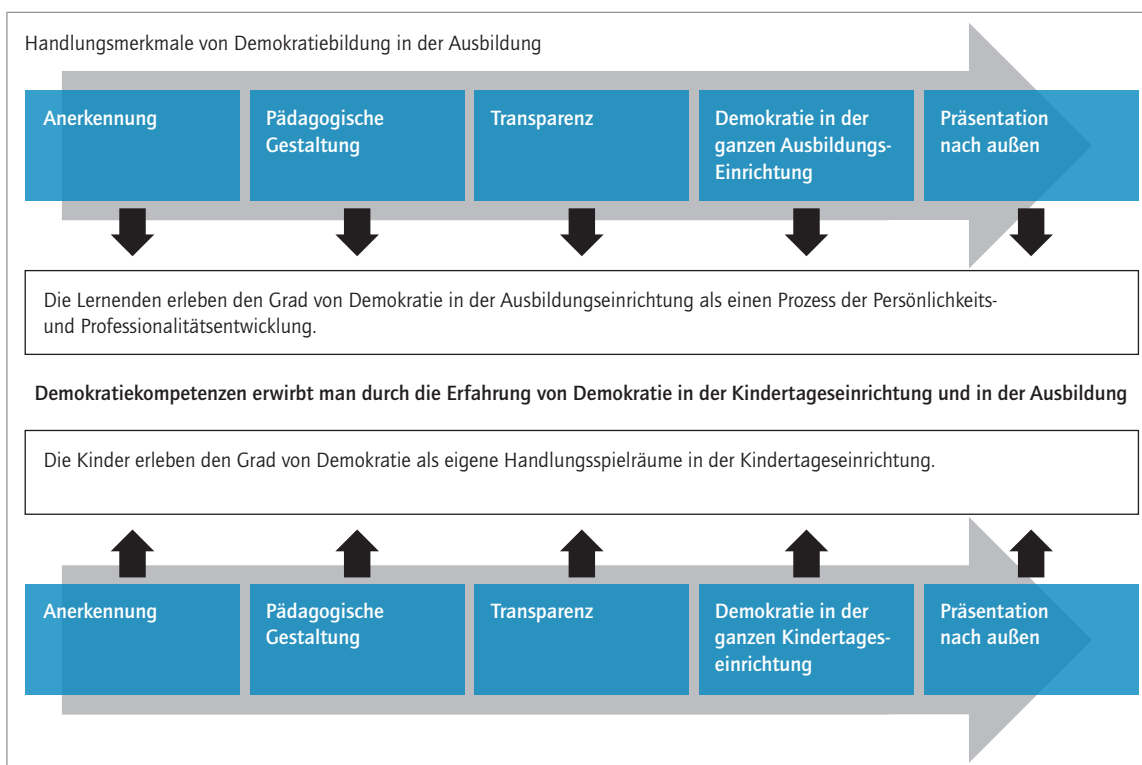 Handlungsmerkmale von Demokratiebildung in der Ausbildung
Anerkennung
Pädagogische
Gestaltung
Transparenz
Demokratie in der
ganzen Ausbildungs-
Einrichtung
Präsentation
nach außen
Die Lernenden erleben den Grad von Demokratie in der Ausbildungseinrichtung als einen Prozess der Persönlichkeits-
und Professionalitätsentwicklung.
Demokratiekompetenzen erwirbt man durch die Erfahrung von Demokratie in der Kindertageseinrichtung und in der Ausbildung
Die Kinder erleben den Grad von Demokratie als eigene Handlungsspielräume in der Kindertageseinrichtung.
Anerkennung
Pädagogische
Gestaltung
Transparenz
Demokratie in der
ganzen Kindertages-
einrichtung
Präsentation
nach außen